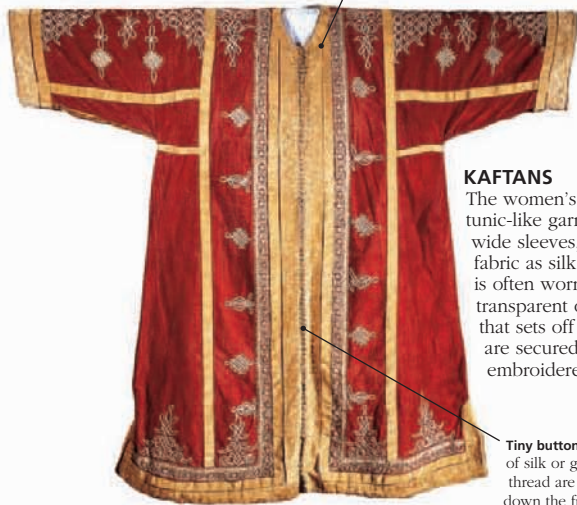 KAFTANS
The women's
tunic-like
wide sleeves
fabric as silk
is often worn
transparent
that sets off
are secured
embroidere
Tiny button
of silk or g
thread are
down the